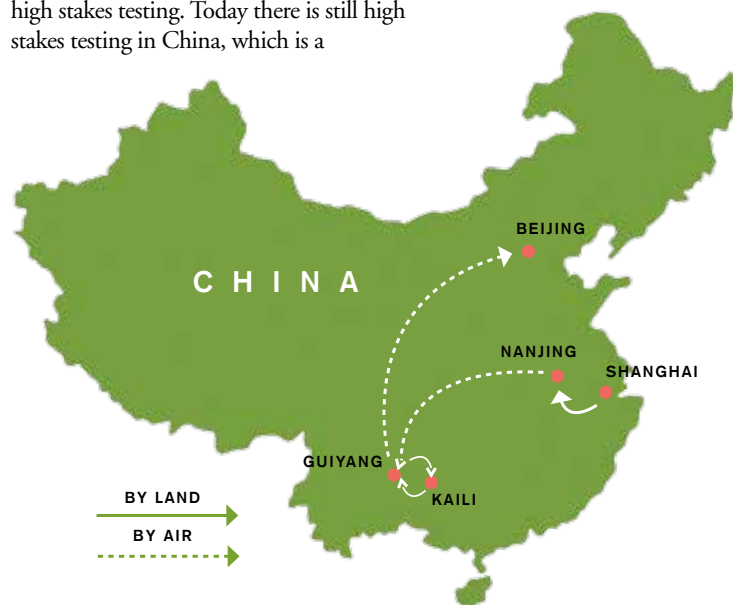 high stakes testing. Today there is still high
stakes testing in China, which is a
BEIJING
CHINA
NANJING
SHANGHAI
GUIYANG
KAILI
BY LAND
BY AIR